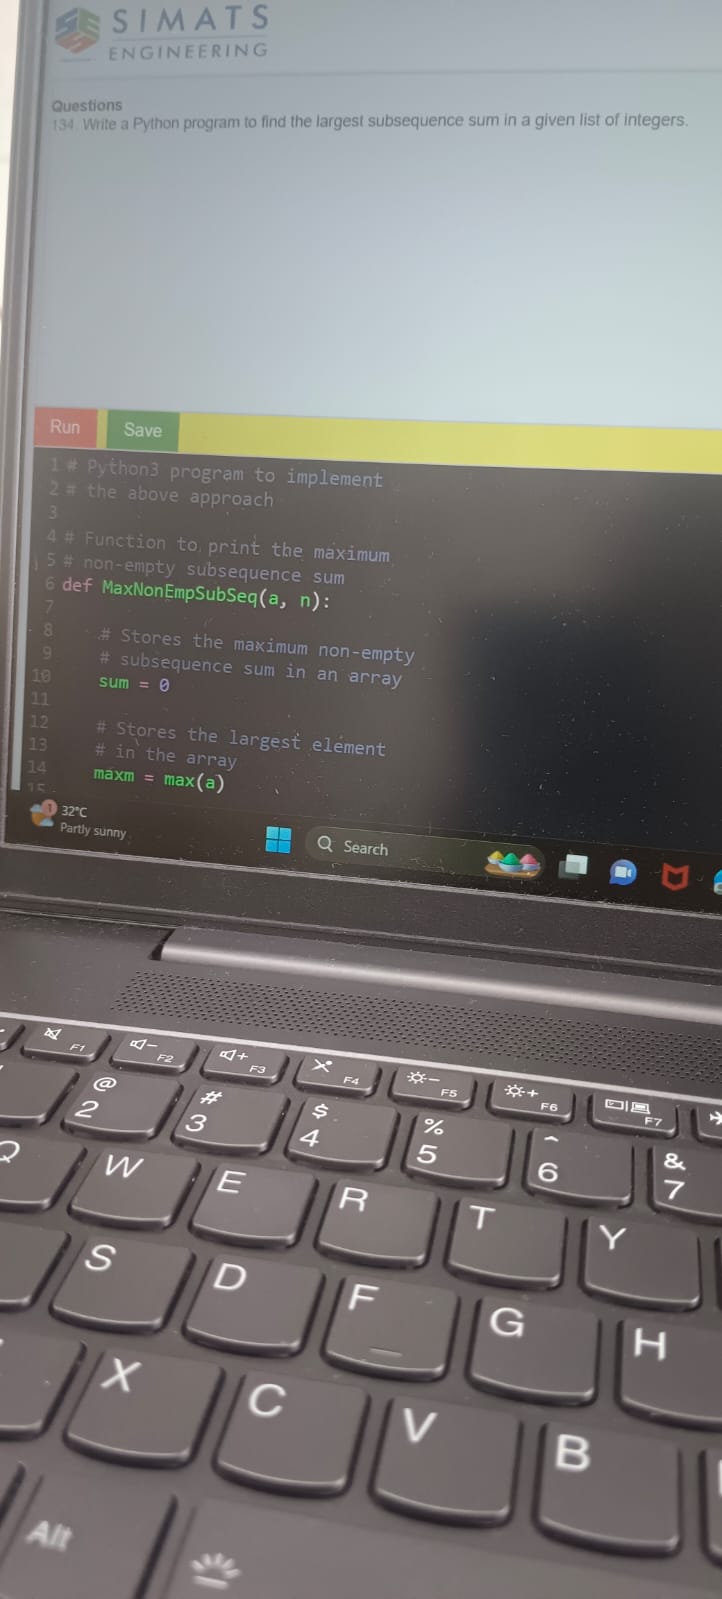 SIMATS
ENGINEERING
Questions
134. Write a Python program to find the largest subsequence sum in a given list of integers.
Run Save
1 # Python3 program to implement
2 # the above approach
3
4 # Function to print the maximum
5 # non-empty subsequence sum
6 def MaxNonEmpSubSeq(a, n):
7
8 # Stores the maximum non-empty
9 # subsequence sum in an array
10 sum = 0
11
12 # Stores the largest element
13 # in the array
14 maxm = max(a)
15
1 32°C
Partly sunny
Search
F1 F2 F3 F4 F5 F6 F7
@ # $ % ^ &
2 3 4 5 6 7
Q W E R T Y
S D F G H
X C V B
Alt